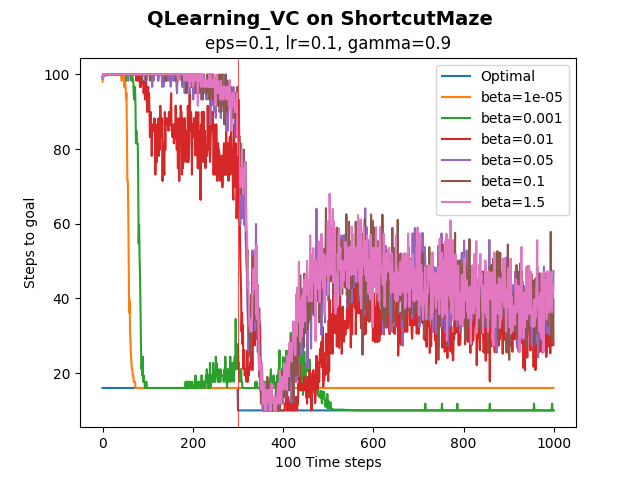 QLearning_VC on ShortcutMaze
eps=0.1, lr=0.1, gamma=0.9
Steps to goal
100
80
60
40
20
Optimal
beta=1e-05
beta=0.001
beta=0.01
beta=0.05
beta=0.1
beta=1.5
0 200 400 600 800 1000
100 Time steps